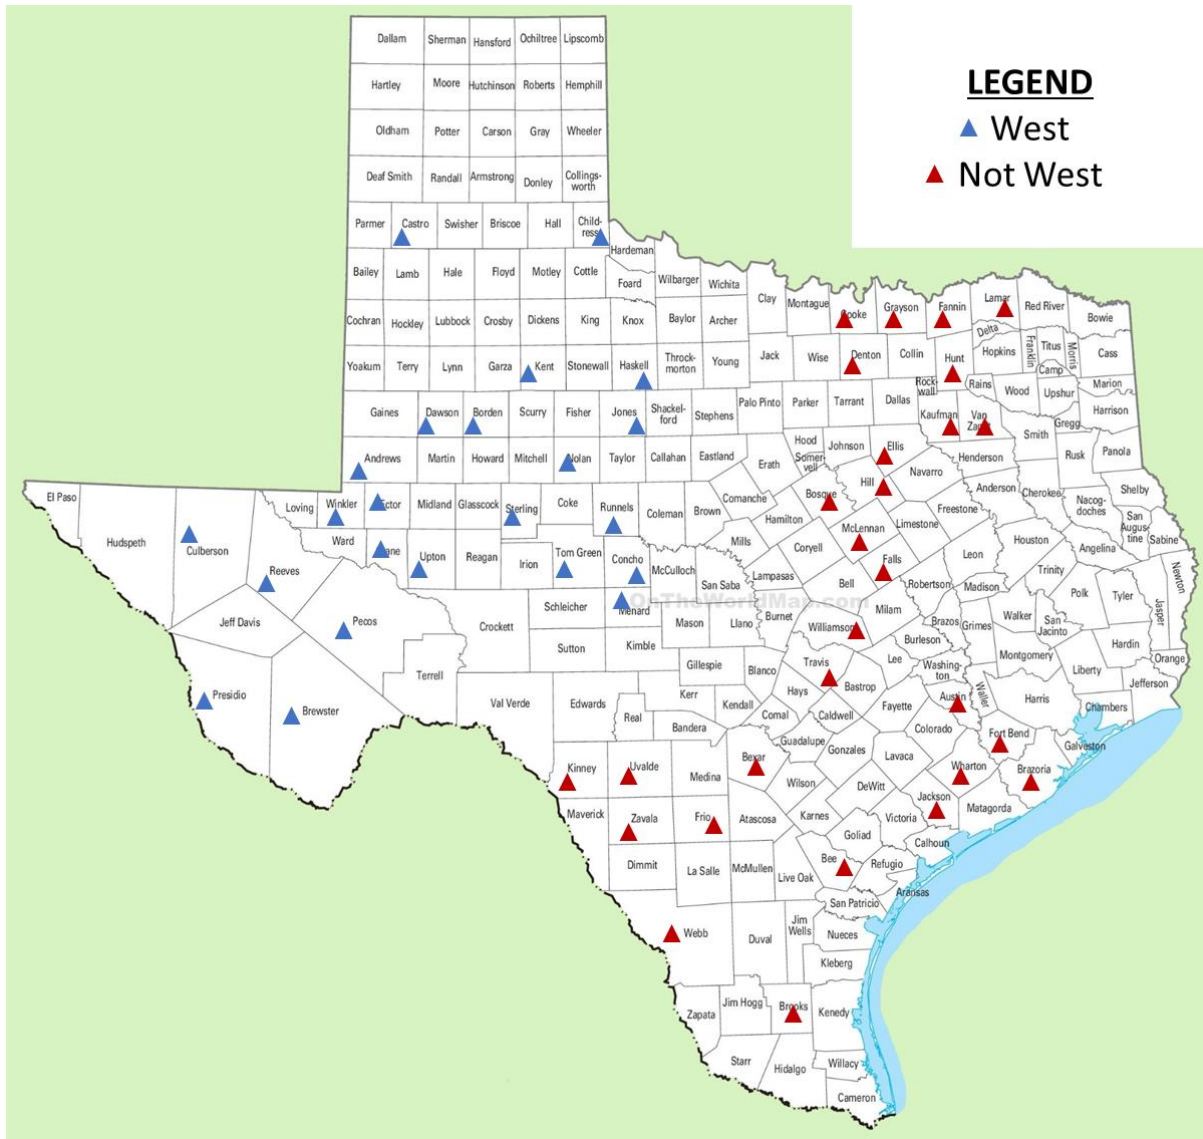 LEGEND
West
Not West
Dallam Sherman Hansford Ochiltree Lipscomb
Hartley Moore Hutchinson Roberts Hemphill
Oldham Potter Carson Gray Wheeler
Deaf Smith Randall Armstrong Donley Collings-
worth
Parmer Castro Swisher Briscoe Hall Child-
ress
Hardeman
Bailey Lamb Hale Floyd Motley Cottle Foard Wilbarger Wichita
Clay Montague Cooke Grayson Fannin Lamar Red River Bowie
Cochran Hockley Lubbock Crosby Dickens King Knox Baylor Archer
Delta Franklin Titus Morris Cass
Yoakum Terry Lynn Garza Kent Stonewall Haskell Throck-
morton Young Jack Wise Denton Collin Hunt Hopkins Camp
Rock-
wall Rains Wood Upshur Marion
Gaines Dawson Borden Scurry Fisher Jones Shackel-
ford Stephens Palo Pinto Parker Tarrant Dallas Kaufman Van
Zandt Gregg Harrison
Andrews Martin Howard Mitchell Nolan Taylor Callahan Eastland Erath Hood
Somer-
vell Johnson Ellis Henderson Smith Rusk Panola
El Paso Hudspeth Culberson Reeves Loving Winkler Ector Midland Glasscock Sterling Coke Runnels Coleman Brown Comanche Hamilton Bosque Hill Navarro Anderson Cherokee Nacog-
doches Shelby
Ward Crane Upton Reagan Irion Tom Green Concho McCulloch San Saba Mills Lampasas Coryell McLennan Limestone Freestone Leon Houston Angelina San
Augus-
tine Sabine
OnTheWorldMap.com
Jeff Davis Pecos Crockett Schleicher Menard Mason Llano Burnet Bell Falls Robertson Madison Trinity Polk Tyler Jasper Newton
Terrell Sutton Kimble Gillespie Blanco Williamson Milam Burleson Brazos Grimes Walker San
Jacinto Hardin Orange
Presidio Brewster Val Verde Edwards Real Kerr Bandera Kendall Comal Hays Travis Bastrop Lee Washing-
ton Austin Waller Montgomery Liberty Jefferson
Caldwell Fayette Colorado Harris Chambers
Kinney Uvalde Medina Bexar Guadalupe Gonzales Lavaca Wharton Fort Bend Brazoria Galveston
Maverick Zavala Frio Atascosa Wilson Karnes DeWitt Jackson Matagorda
Victoria Goliad Calhoun
Dimmit La Salle McMullen Live Oak Bee Refugio Aransas
San Patricio
Webb Duval Jim
Wells Nueces
Kleberg
Zapata Jim Hogg Brooks Kenedy
Starr Hidalgo Willacy
Cameron